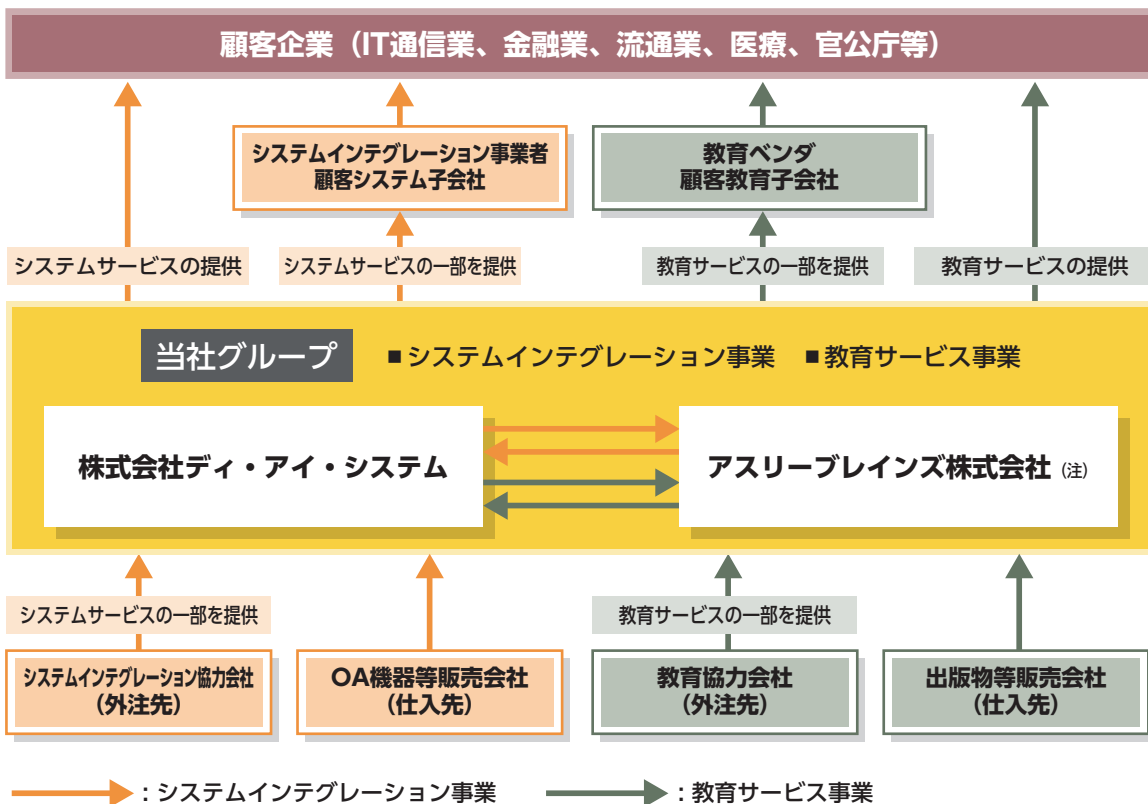 顧客企業（IT通信業、金融業、流通業、医療、官公庁等）
システムインテグレーション事業者
顧客システム子会社
教育ベンダ
顧客教育子会社
システムサービスの提供
システムサービスの一部を提供
教育サービスの一部を提供
教育サービスの提供
当社グループ
■システムインテグレーション事業
■教育サービス事業
株式会社ディ・アイ・システム
アスリーブレインズ株式会社（注）
システムサービスの一部を提供
教育サービスの一部を提供
システムインテグレーション協力会社
（外注先）
OA機器等販売会社
（仕入先）
教育協力会社
（外注先）
出版物等販売会社
（仕入先）
：システムインテグレーション事業
：教育サービス事業